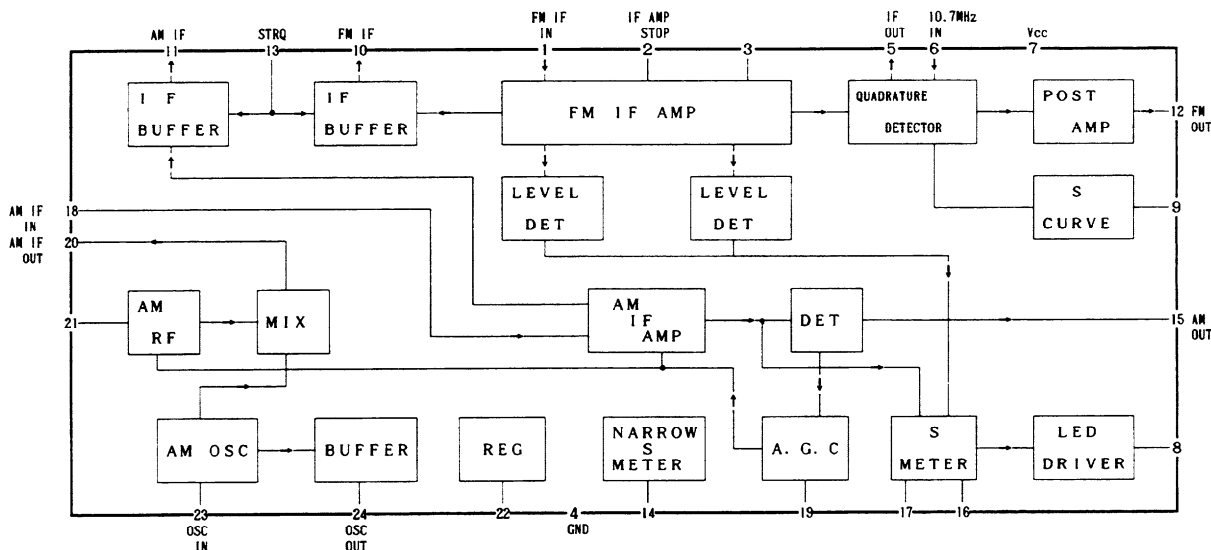 AM IF
11
STRQ
13
FM IF
10
FM IF
IN
1
IF AMP
STOP
2
3
IF
OUT
5
10.7MHz
IN
6
Vcc
7
IF
BUFFER
IF
BUFFER
FM IF AMP
QUADRATURE
DETECTOR
POST
AMP
12 FM
OUT
LEVEL
DET
LEVEL
DET
S
CURVE
9
AM IF 18
IN
AM IF 20
OUT
21
AM
RF
MIX
AM
IF
AMP
DET
15 AM
OUT
AM OSC
BUFFER
REG
NARROW
S
METER
A.G.C
S
METER
LED
DRIVER
8
23
OSC
IN
24
OSC
OUT
22
4
GND
14
19
17
16